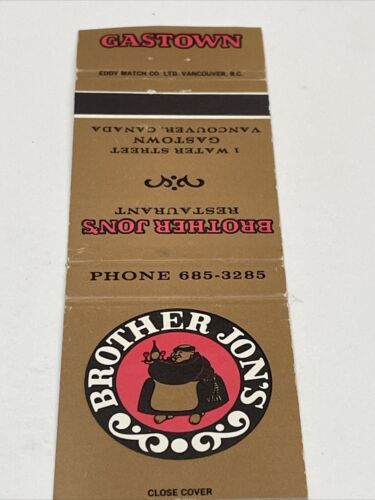 GASTOWN
EDDY MATCH CO. LTD. VANCOUVER, B.C.
BROTHER JON'S
RESTAURANT
1 WATER STREET
GASTOWN
VANCOUVER, CANADA
PHONE 685-3285
BROTHER JON'S
CLOSE COVER